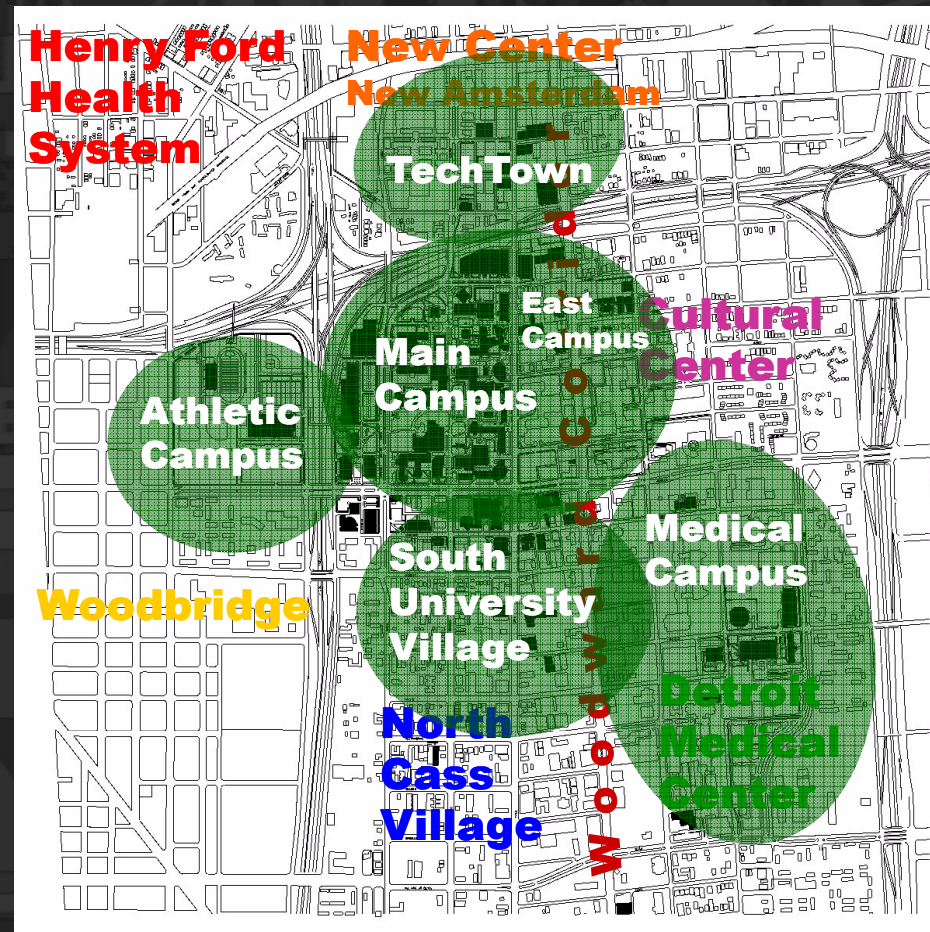 Henry Ford
Health
System
New Center
New Amsterdam
TechTown
East
Campus
Cultural
Center
Main
Campus
Athletic
Campus
Medical
Campus
South
University
Village
Woodbridge
Detroit
Medical
Center
North
Cass
Village
Woodward Corridor